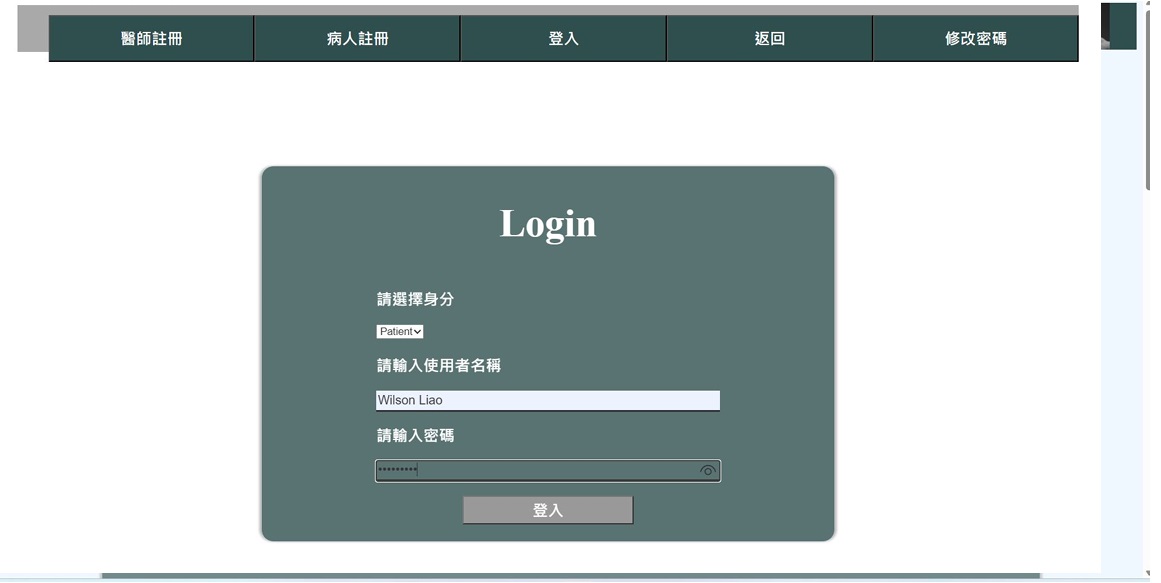 醫師註冊 病人註冊 登入 返回 修改密碼
Login
請選擇身分
Patient
請輸入使用者名稱
Wilson Liao
請輸入密碼
•••••••••
登入